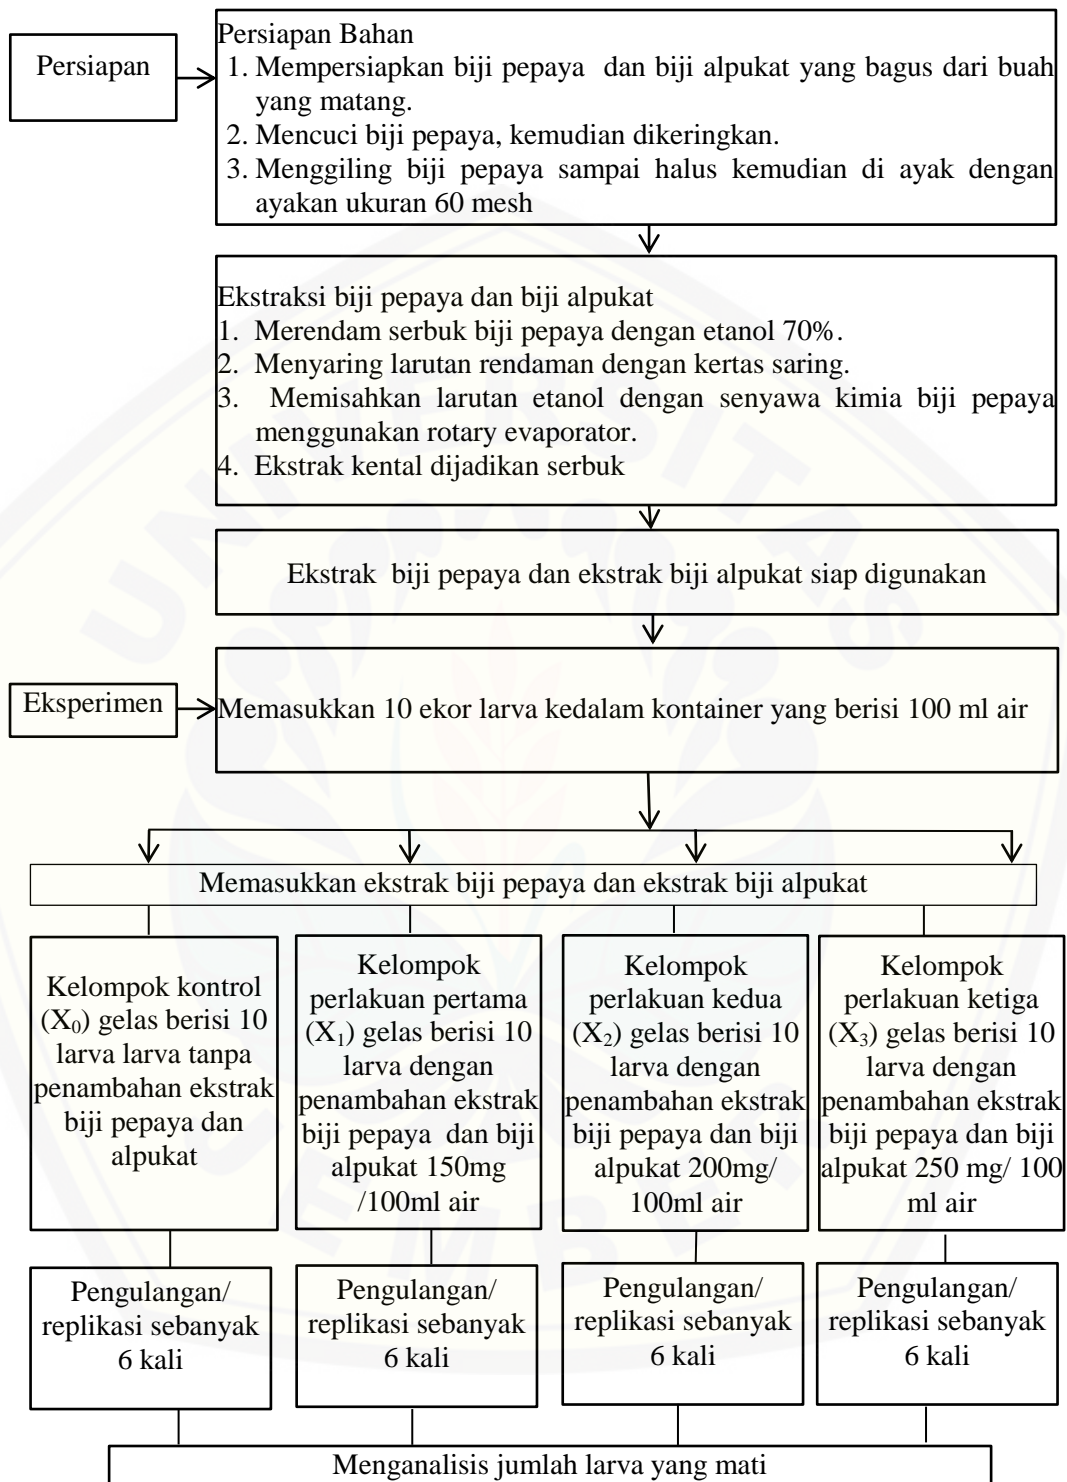 Persiapan
Persiapan Bahan
1. Mempersiapkan biji pepaya dan biji alpukat yang bagus dari buah
yang matang.
2. Mencuci biji pepaya, kemudian dikeringkan.
3. Menggiling biji pepaya sampai halus kemudian di ayak dengan
ayakan ukuran 60 mesh
Ekstraksi biji pepaya dan biji alpukat
1. Merendam serbuk biji pepaya dengan etanol 70%.
2. Menyaring larutan rendaman dengan kertas saring.
3. Memisahkan larutan etanol dengan senyawa kimia biji pepaya
menggunakan rotary evaporator.
4. Ekstrak kental dijadikan serbuk
Ekstrak biji pepaya dan ekstrak biji alpukat siap digunakan
Eksperimen
Memasukkan 10 ekor larva kedalam kontainer yang berisi 100 ml air
Memasukkan ekstrak biji pepaya dan ekstrak biji alpukat
Kelompok kontrol
(X₀) gelas berisi 10
larva larva tanpa
penambahan ekstrak
biji pepaya dan
alpukat
Kelompok
perlakuan pertama
(X₁) gelas berisi 10
larva dengan
penambahan ekstrak
biji pepaya dan biji
alpukat 150mg
/100ml air
Kelompok
perlakuan kedua
(X₂) gelas berisi 10
larva dengan
penambahan ekstrak
biji pepaya dan biji
alpukat 200mg/
100ml air
Kelompok
perlakuan ketiga
(X₃) gelas berisi 10
larva dengan
penambahan ekstrak
biji pepaya dan biji
alpukat 250 mg/ 100
ml air
Pengulangan/
replikasi sebanyak
6 kali
Pengulangan/
replikasi sebanyak
6 kali
Pengulangan/
replikasi sebanyak
6 kali
Pengulangan/
replikasi sebanyak
6 kali
Menganalisis jumlah larva yang mati
UNIVERSITAS
JEMBER